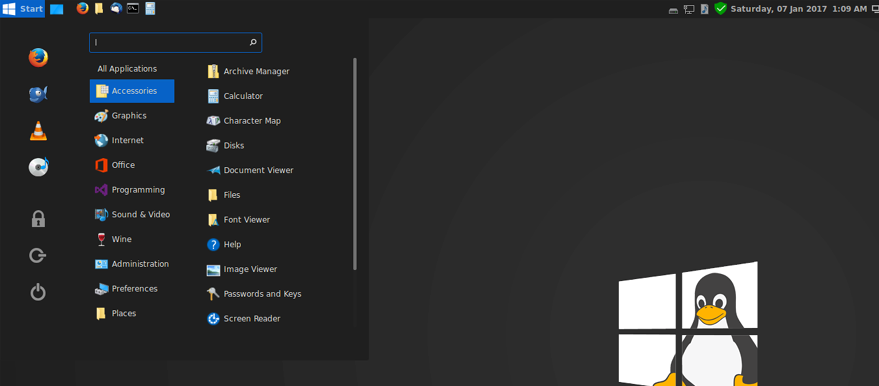 Start
Saturday, 07 Jan 2017 1:09 AM
All Applications
Accessories
Graphics
Internet
Office
Programming
Sound & Video
Wine
Administration
Preferences
Places
Archive Manager
Calculator
Character Map
Disks
Document Viewer
Files
Font Viewer
Help
Image Viewer
Passwords and Keys
Screen Reader